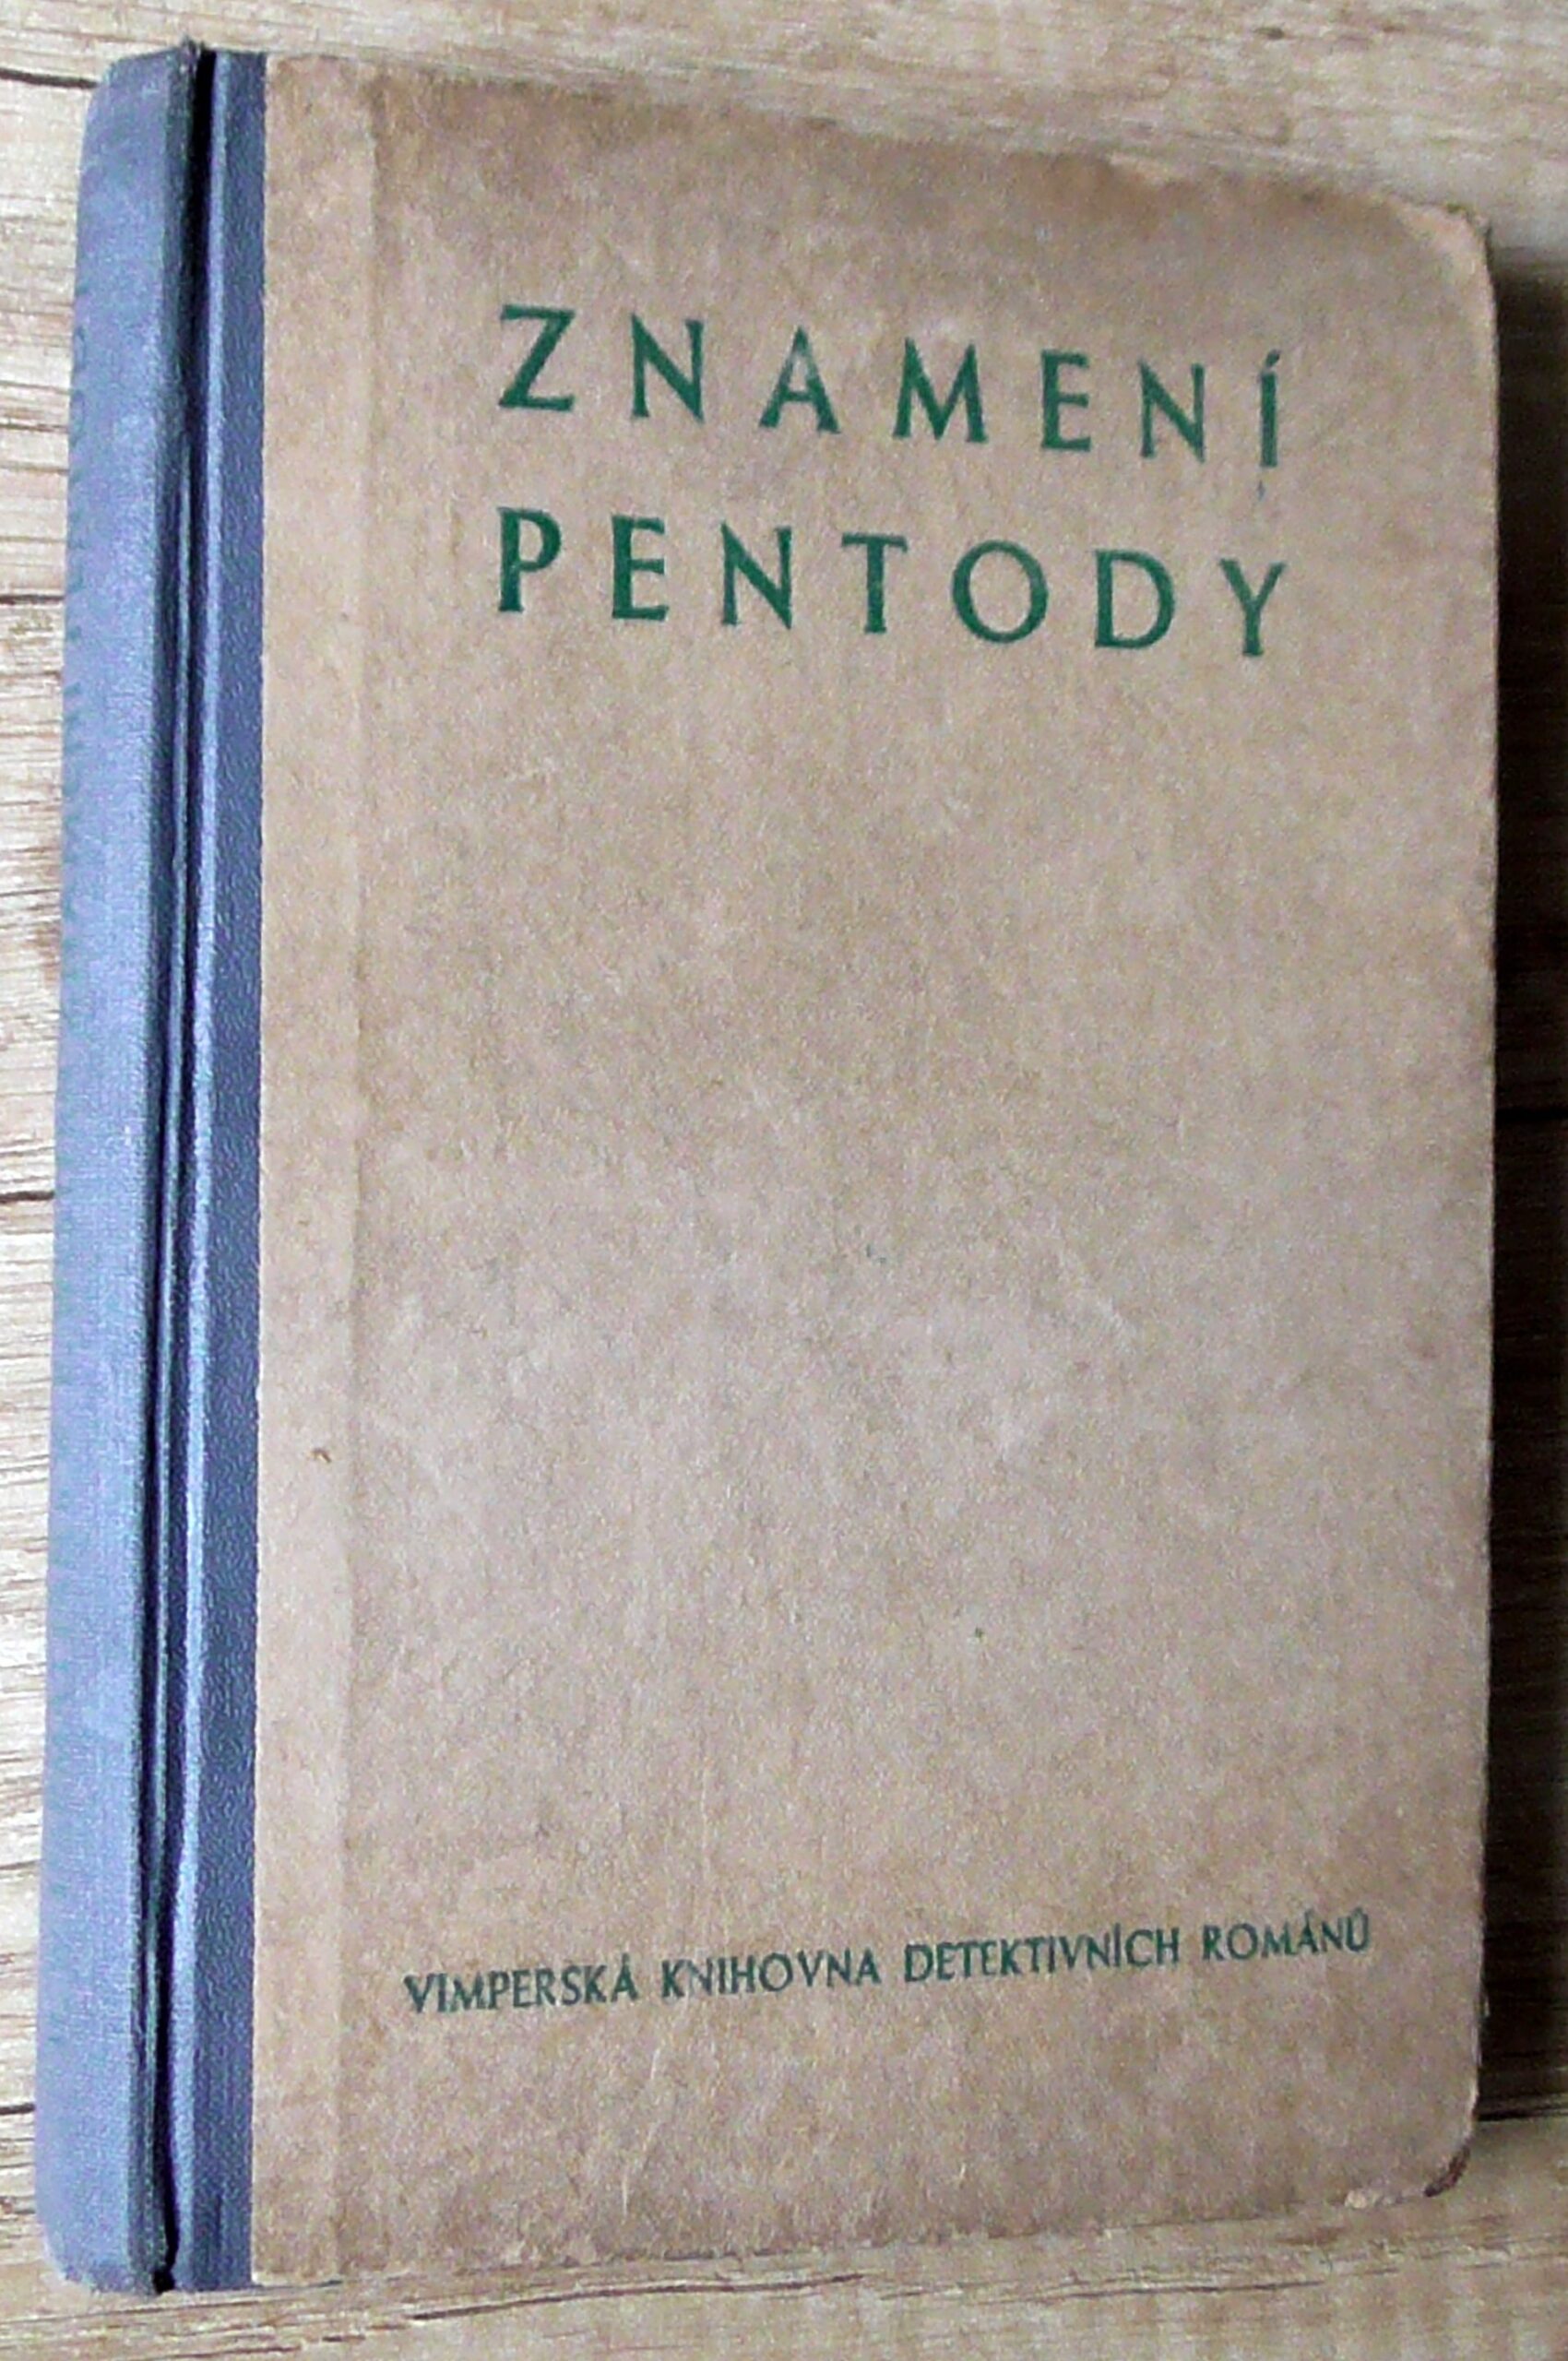 ZNAMENÍ
PENTODY
VIMPERSKÁ KNIHOVNA DETEKTIVNÍCH ROMÁNŮ